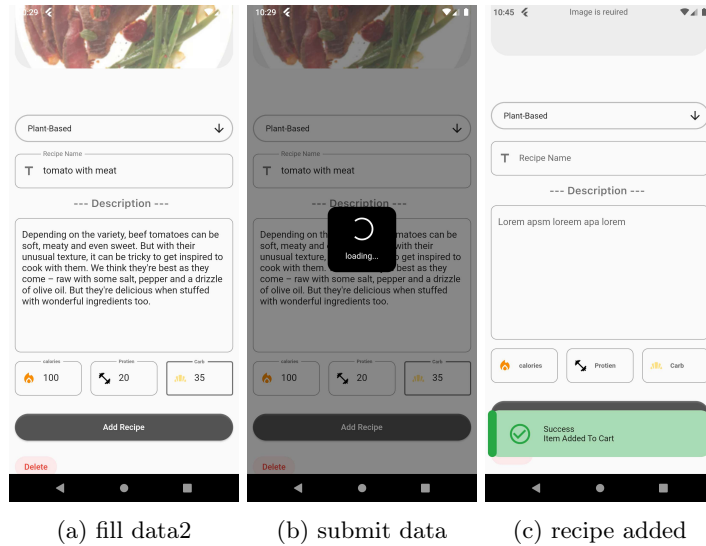 :29
Plant-Based
Recipe Name
tomato with meat
--- Description ---
Depending on the variety, beef tomatoes can be
soft, meaty and even sweet. But with their
unusual texture, it can be tricky to get inspired to
cook with them. We think they're best as they
come – raw with some salt, pepper and a drizzle
of olive oil. But they're delicious when stuffed
with wonderful ingredients too.
calories
Protien
Carb
100
20
35
Add Recipe
Delete
(a) fill data2
10:29
Plant-Based
Recipe Name
tomato with meat
--- Description ---
Depending on th matoes can be
soft, meaty and with their
unusual texture, to get inspired to
cook with them. best as they
come – raw with some salt, pepper and a drizzle
of olive oil. But they're delicious when stuffed
with wonderful ingredients too.
loading...
calories
Protien
Carb
100
20
35
Add Recipe
Delete
(b) submit data
10:45
Image is reuired
Plant-Based
Recipe Name
--- Description ---
Lorem apsm loreem apa lorem
calories
Protien
Carb
Success
Item Added To Cart
(c) recipe added